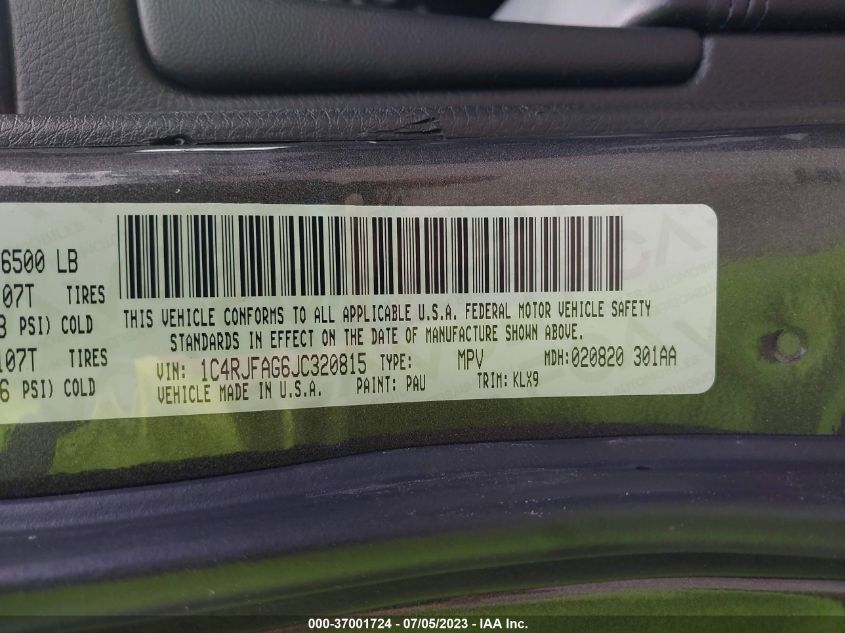 6500 LB
07T TIRES
PSI) COLD
107T
6 PSI) COLD
THIS VEHICLE CONFORMS TO ALL APPLICABLE U.S.A. FEDERAL MOTOR VEHICLE SAFETY
STANDARDS IN EFFECT ON THE DATE OF MANUFACTURE SHOWN ABOVE.
VIN: 1C4RJFAG6JC320815 TYPE: MPV MDH:020820 301AA
VEHICLE MADE IN U.S.A. PAINT: PAU TRIM: KLX9
000-37001724 - 07/05/2023 - IAA Inc.